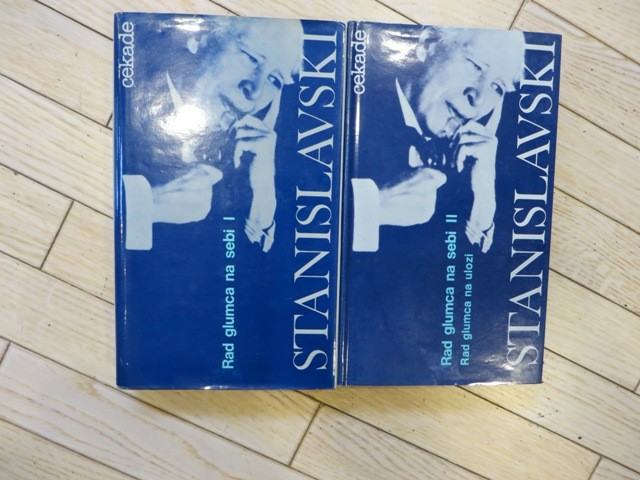 cekade
STANISLAVSKI
Rad glumca na sebi I
cekade
STANISLAVSKI
Rad glumca na sebi II
Rad glumca na ulozi